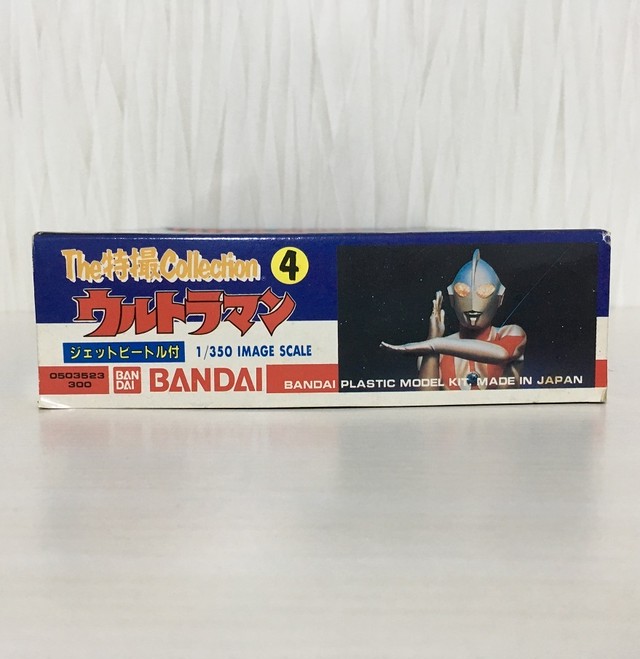 The特撮Collection 4
ウルトラマン
ジェットビートル付 1/350 IMAGE SCALE
0503523
300
BAN
DAI
BANDAI
BANDAI PLASTIC MODEL KIT. MADE IN JAPAN